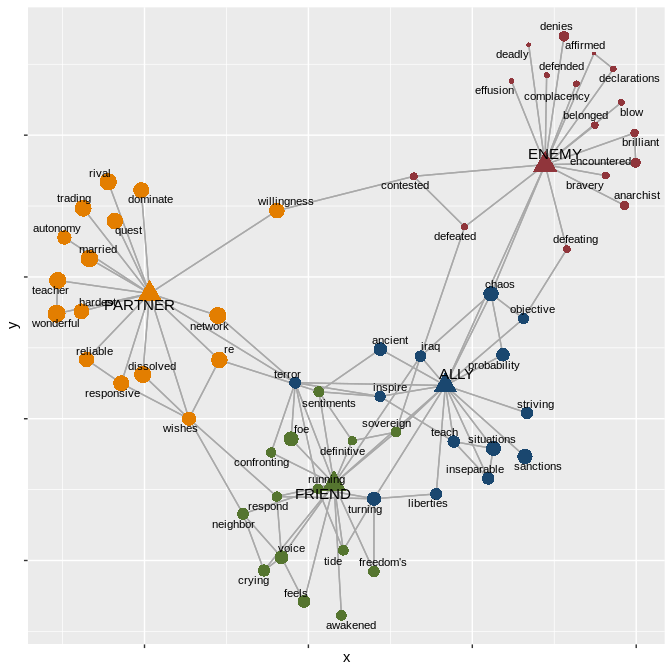 denies
affirmed
deadly
defended
declarations
effusion
complacency
blow
belonged
brilliant
ENEMY
encountered
bravery
contested
anarchist
rival
dominate
trading
willingness
quest
autonomy
defeated
defeating
married
teacher
chaos
hardest
PARTNER
objective
wonderful
network
ancient
iraq
re
reliable
probability
dissolved
terror
ALLY
inspire
responsive
sentiments
striving
wishes
foe
sovereign
teach
situations
definitive
confronting
sanctions
inseparable
running
FRIEND
respond
turning
liberties
neighbor
voice
tide
freedom's
crying
feels
awakened
x
y